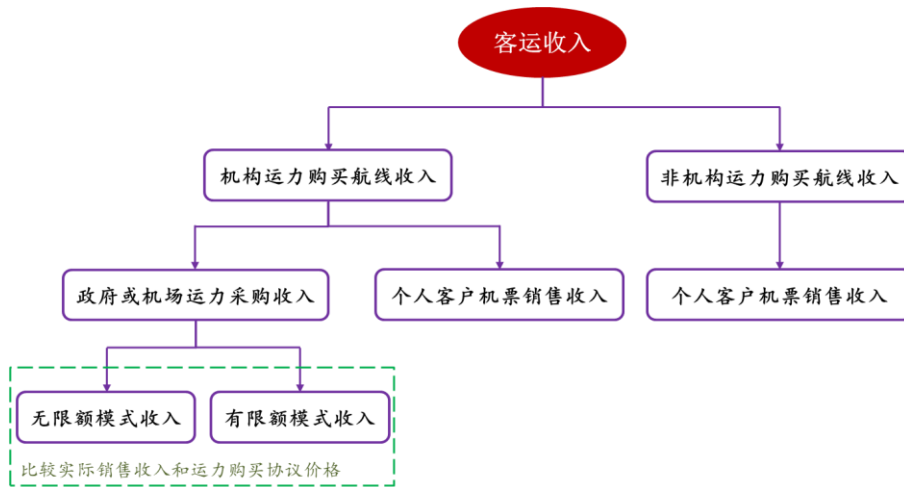 客运收入
机构运力购买航线收入
非机构运力购买航线收入
政府或机场运力采购收入
个人客户机票销售收入
个人客户机票销售收入
无限额模式收入
有限额模式收入
比较实际销售收入和运力购买协议价格